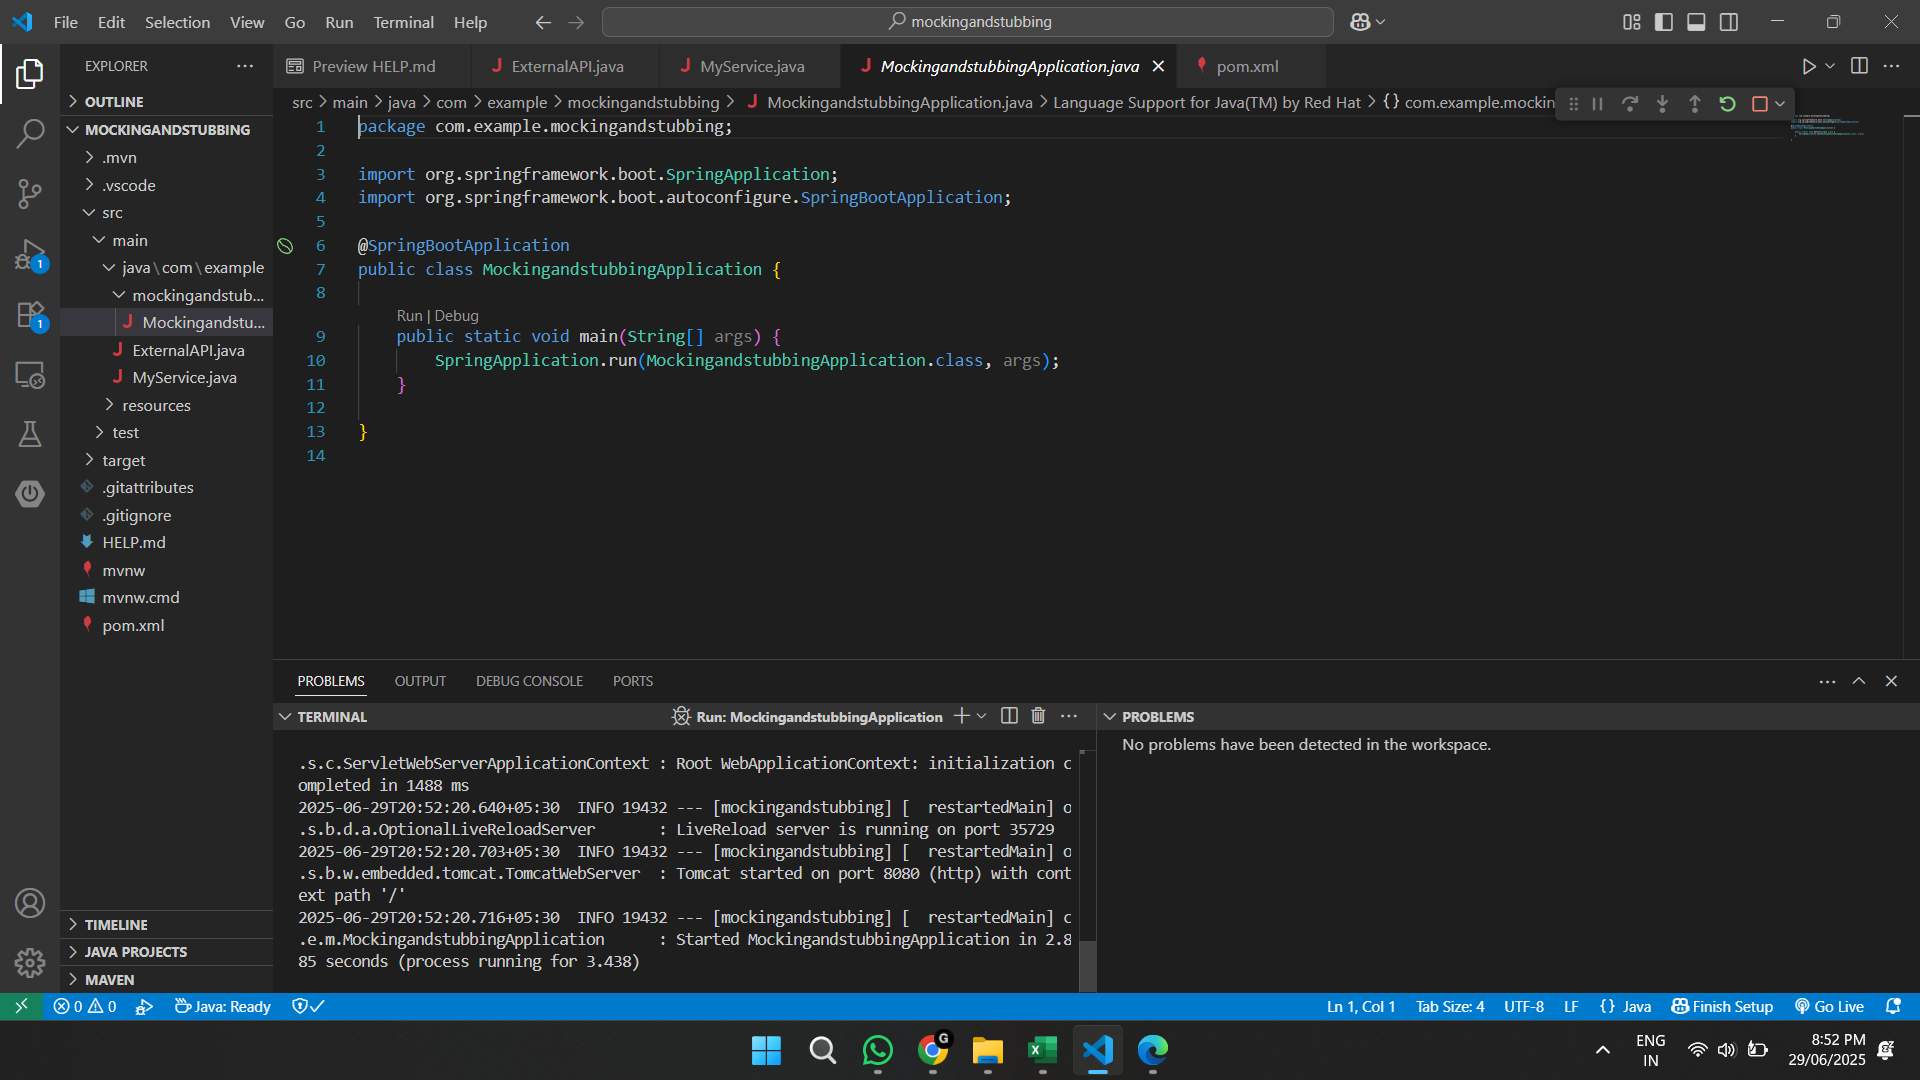 File Edit Selection View Go Run Terminal Help
mockingandstubbing
EXPLORER
OUTLINE
MOCKINGANDSTUBBING
.mvn
.vscode
src
main
java\com\example
mockingandstub...
Mockingandstu...
ExternalAPI.java
MyService.java
resources
test
target
.gitattributes
.gitignore
HELP.md
mvnw
mvnw.cmd
pom.xml
TIMELINE
JAVA PROJECTS
MAVEN
Preview HELP.md ExternalAPI.java MyService.java MockingandstubbingApplication.java pom.xml
src > main > java > com > example > mockingandstubbing > MockingandstubbingApplication.java > Language Support for Java(TM) by Red Hat > {} com.example.mockin
1 package com.example.mockingandstubbing;
2
3 import org.springframework.boot.SpringApplication;
4 import org.springframework.boot.autoconfigure.SpringBootApplication;
5
6 @SpringBootApplication
7 public class MockingandstubbingApplication {
8
Run | Debug
9 public static void main(String[] args) {
10 SpringApplication.run(MockingandstubbingApplication.class, args);
11 }
12
13 }
14
PROBLEMS OUTPUT DEBUG CONSOLE PORTS
TERMINAL Run: MockingandstubbingApplication
.s.c.ServletWebServerApplicationContext : Root WebApplicationContext: initialization c
ompleted in 1488 ms
2025-06-29T20:52:20.640+05:30 INFO 19432 --- [mockingandstubbing] [ restartedMain] o
.s.b.d.a.OptionalLiveReloadServer : LiveReload server is running on port 35729
2025-06-29T20:52:20.703+05:30 INFO 19432 --- [mockingandstubbing] [ restartedMain] o
.s.b.w.embedded.tomcat.TomcatWebServer : Tomcat started on port 8080 (http) with cont
ext path '/'
2025-06-29T20:52:20.716+05:30 INFO 19432 --- [mockingandstubbing] [ restartedMain] c
.e.m.MockingandstubbingApplication : Started MockingandstubbingApplication in 2.8
85 seconds (process running for 3.438)
PROBLEMS
No problems have been detected in the workspace.
0 0 Java: Ready Ln 1, Col 1 Tab Size: 4 UTF-8 LF {} Java Finish Setup Go Live
ENG
IN
8:52 PM
29/06/2025